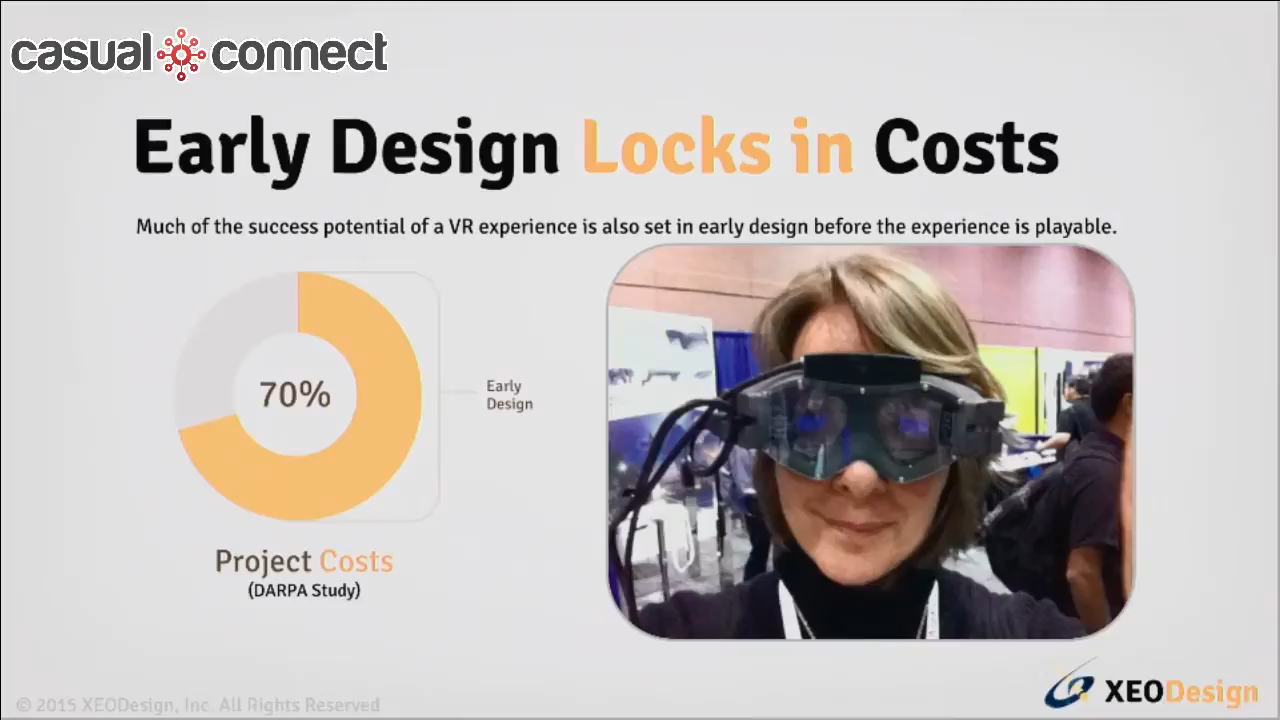 casual connect
Early Design Locks in Costs
Much of the success potential of a VR experience is also set in early design before the experience is playable.
70%
Early
Design
Project Costs
(DARPA Study)
© 2015 XEODesign, Inc. All Rights Reserved
XEODesign